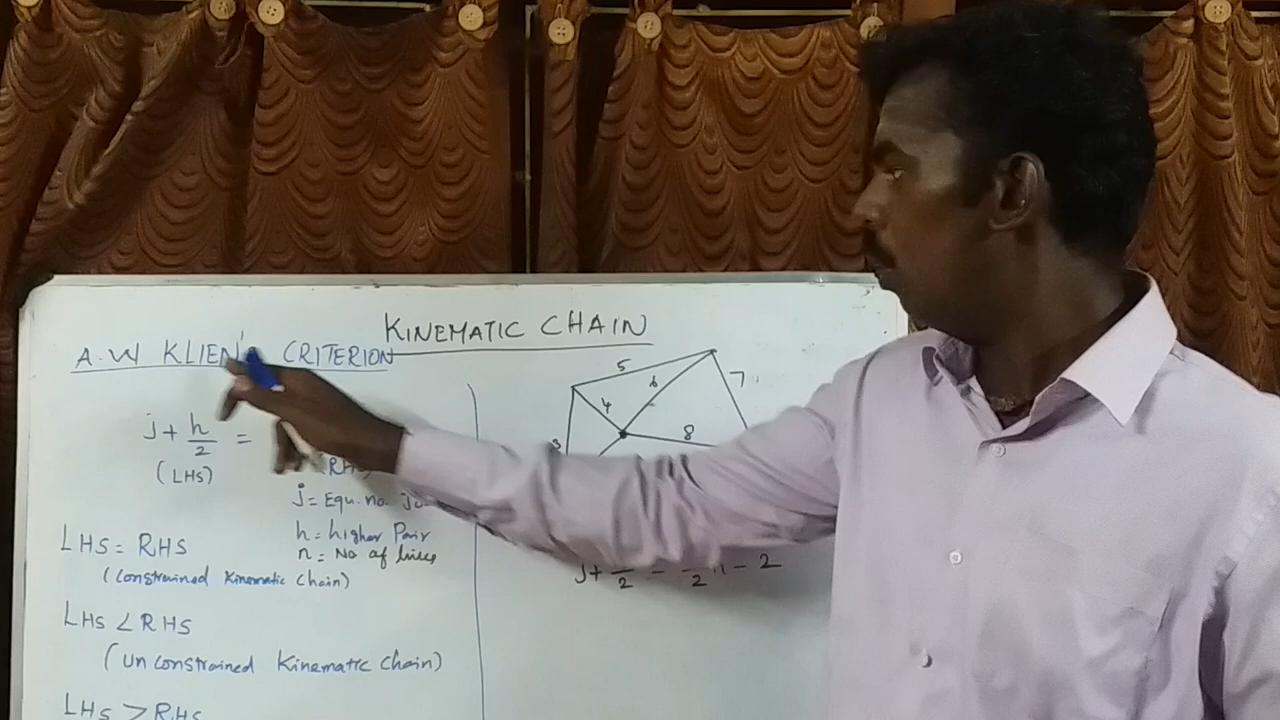 KINEMATIC CHAIN
A.W KLIEN'S CRITERION
j + h/2 =
(LHS)
(RHS)
j = Equ. no.
h = higher Pair
n = No of links
LHS = RHS
(Constrained Kinematic Chain)
LHS < RHS
(Unconstrained Kinematic Chain)
LHS > RHS
5
6
7
4
3
8
j +
2
2
n - 2